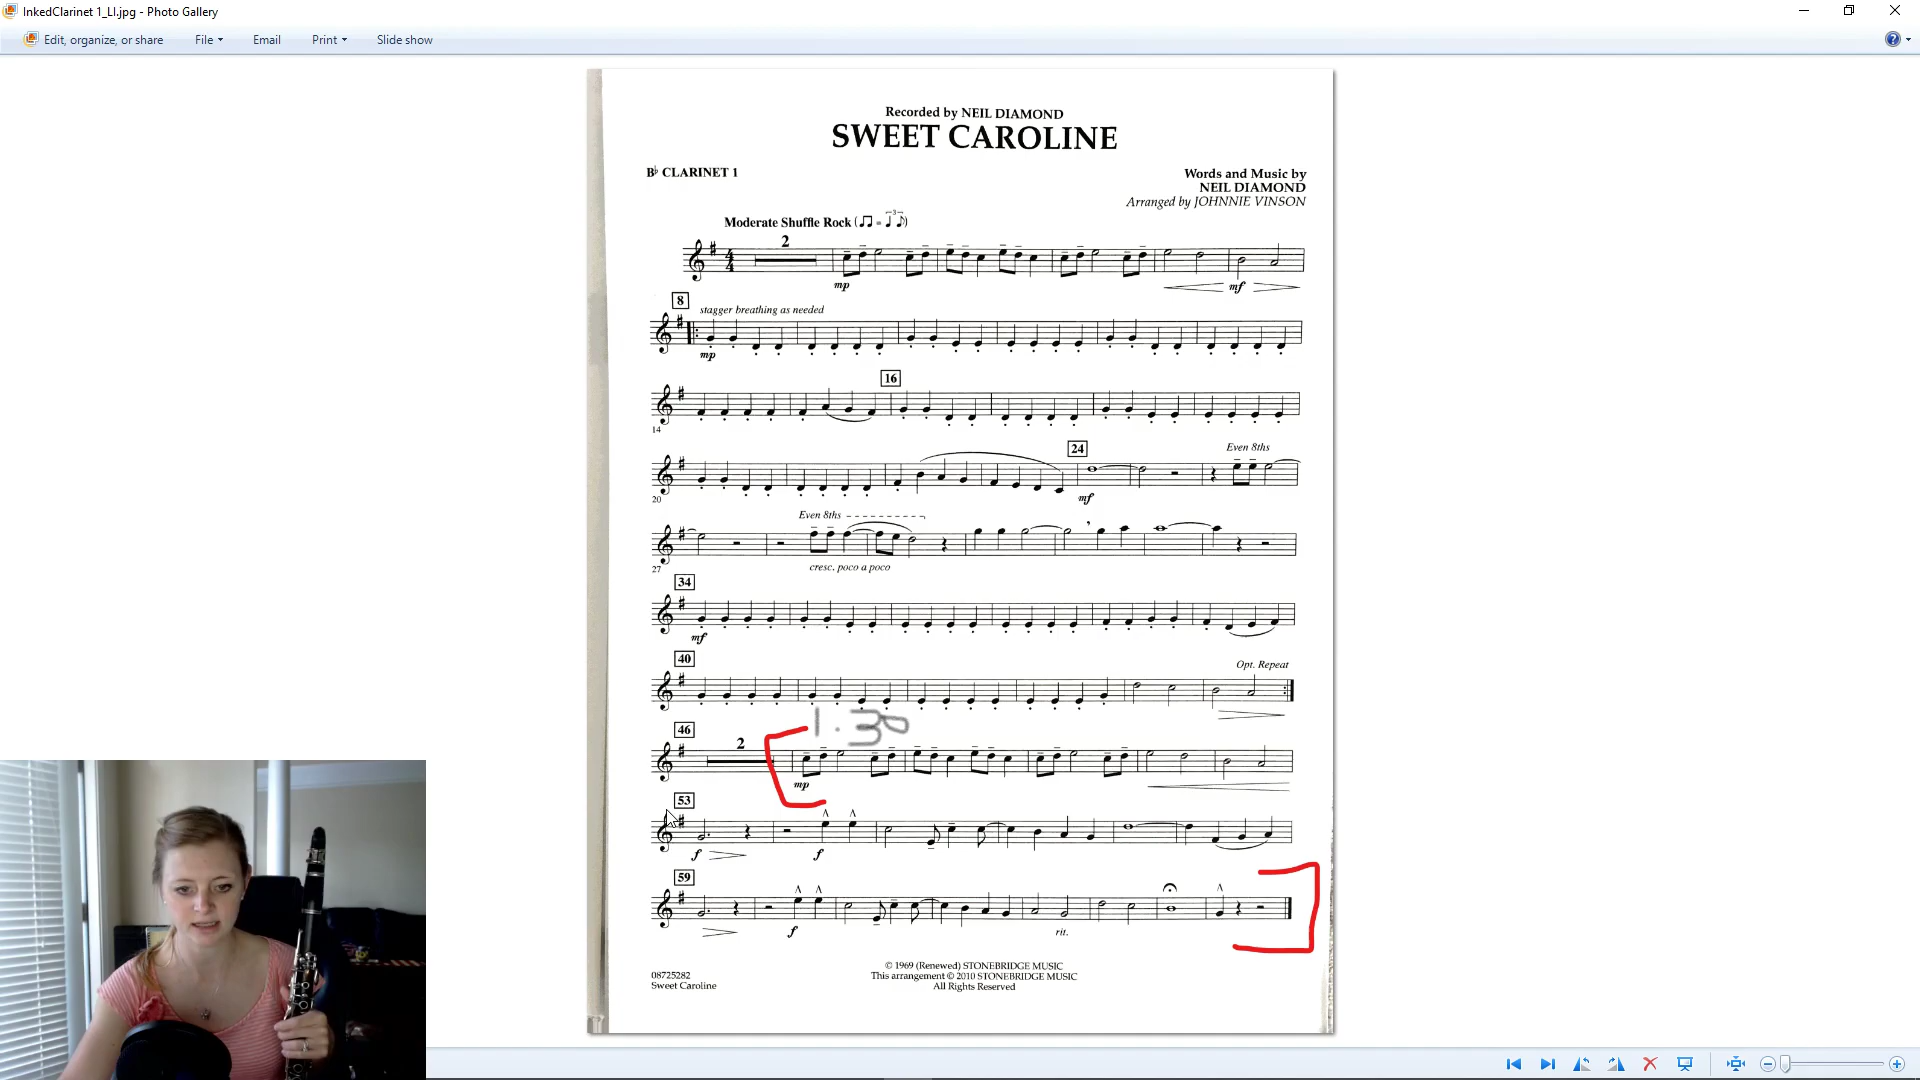 InkedClarinet 1_LI.jpg - Photo Gallery
Edit, organize, or share File Email Print Slide show
Recorded by NEIL DIAMOND
SWEET CAROLINE
B♭ CLARINET 1
Words and Music by
NEIL DIAMOND
Arranged by JOHNNIE VINSON
Moderate Shuffle Rock (♫ = ♩ ♪) 3
2
4
4
mp mf
8
stagger breathing as needed
mp
16
14
24
Even 8ths
20
mf
Even 8ths
27
cresc. poco a poco
34
mf
40
Opt. Repeat
1.30
46
2
mp
53
f f
59
f rit.
© 1969 (Renewed) STONEBRIDGE MUSIC
This arrangement © 2010 STONEBRIDGE MUSIC
All Rights Reserved
08725282
Sweet Caroline